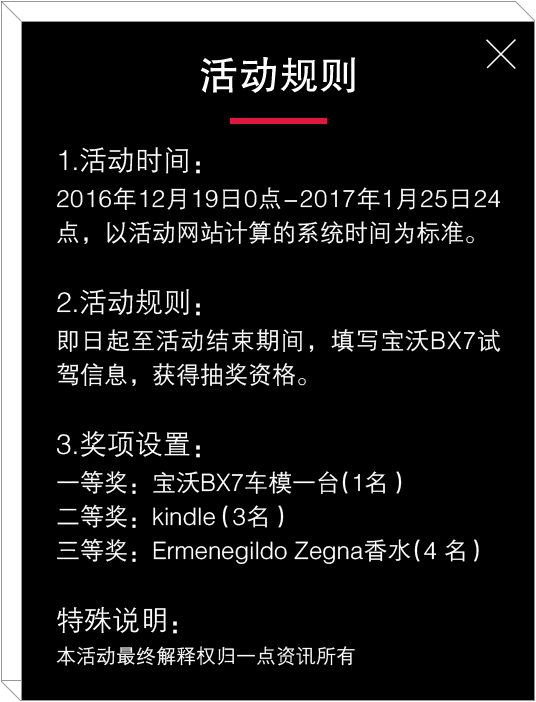 活动规则
1.活动时间：
2016年12月19日0点–2017年1月25日24
点，以活动网站计算的系统时间为标准。
2.活动规则：
即日起至活动结束期间，填写宝沃BX7试
驾信息，获得抽奖资格。
3.奖项设置：
一等奖：宝沃BX7车模一台(1名 )
二等奖：kindle (3名 )
三等奖：Ermenegildo Zegna香水(4 名 )
特殊说明：
本活动最终解释权归一点资讯所有